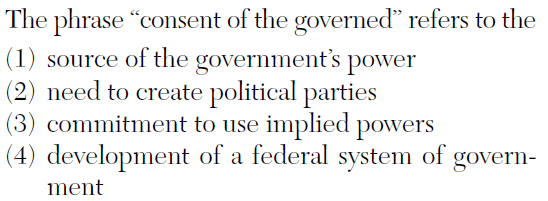 The phrase “consent of the governed” refers to the
(1) source of the government’s power
(2) need to create political parties
(3) commitment to use implied powers
(4) development of a federal system of govern-
ment